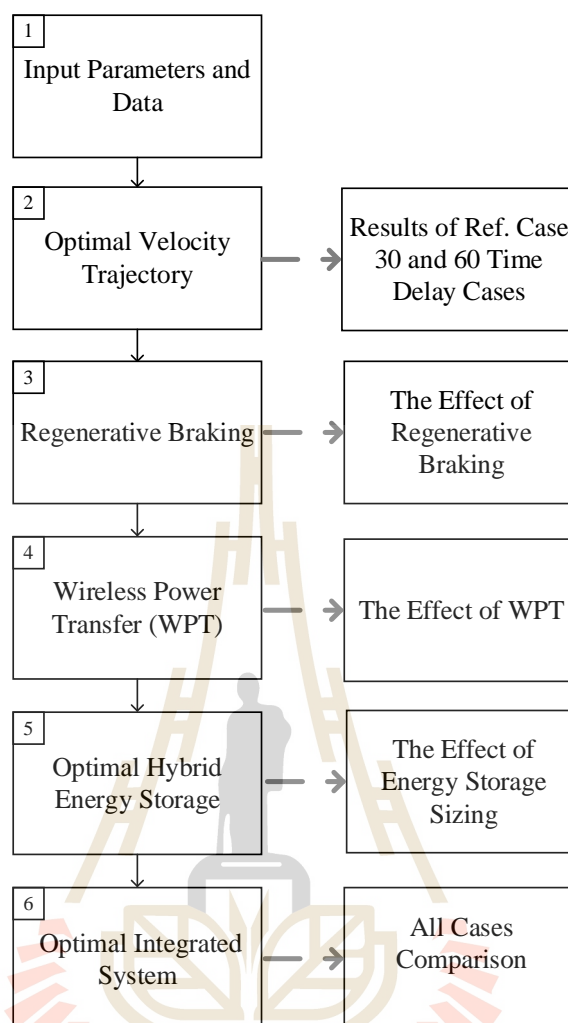 1
Input Parameters and
Data
2
Optimal Velocity
Trajectory
Results of Ref. Case
30 and 60 Time
Delay Cases
3
Regenerative Braking
The Effect of
Regenerative
Braking
4
Wireless Power
Transfer (WPT)
The Effect of WPT
5
Optimal Hybrid
Energy Storage
The Effect of
Energy Storage
Sizing
6
Optimal Integrated
System
All Cases
Comparison